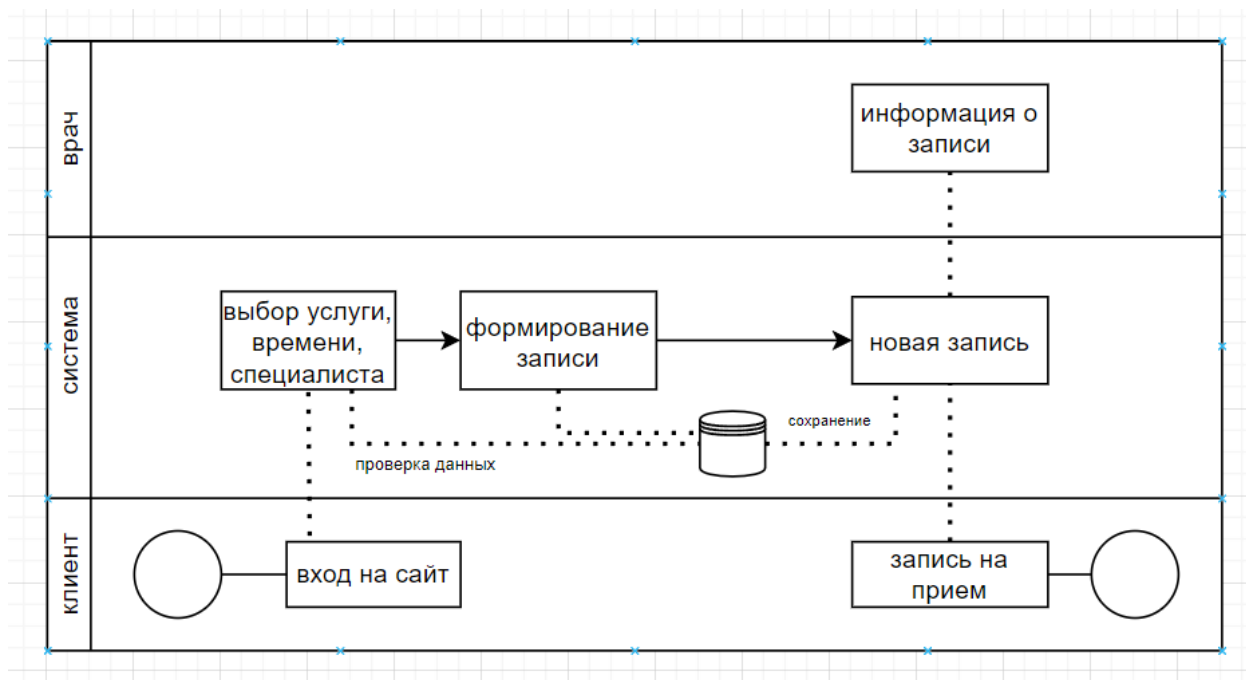 врач
информация о
записи
система
выбор услуги,
времени,
специалиста
формирование
записи
новая запись
сохранение
проверка данных
клиент
вход на сайт
запись на
прием